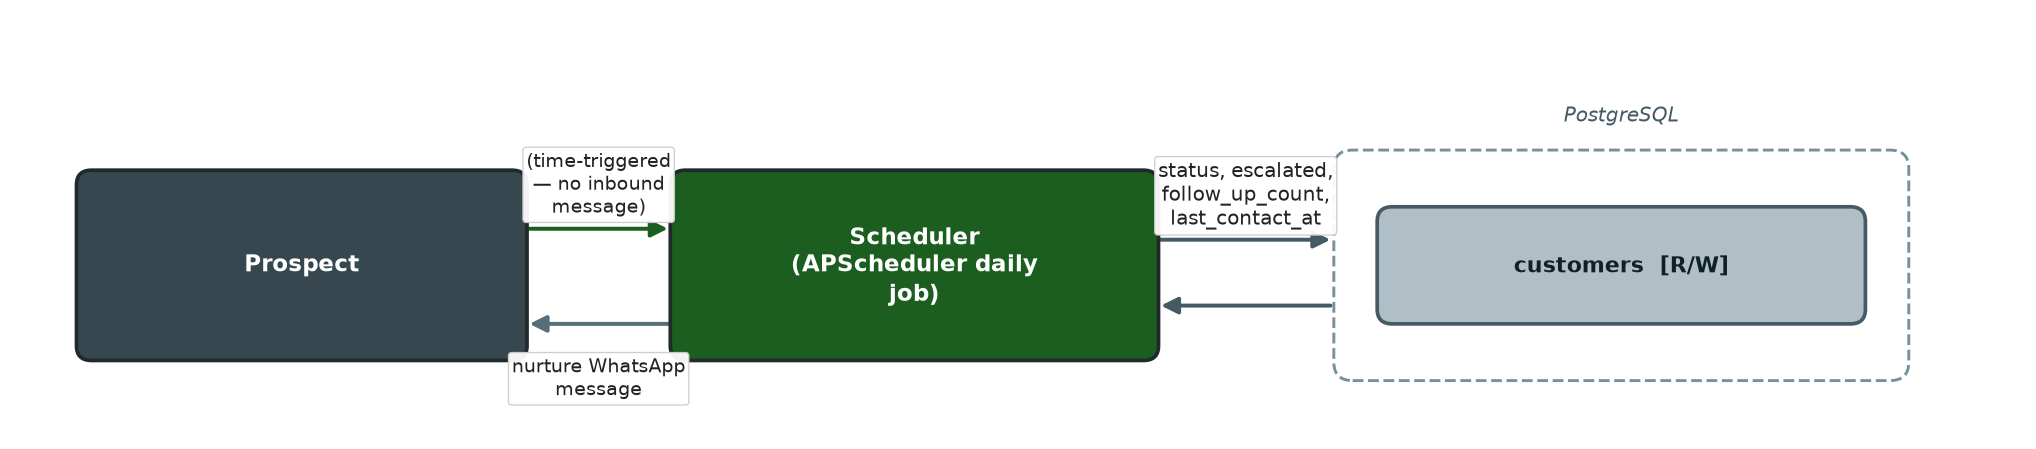 PostgreSQL
(time-triggered
— no inbound
message)
status, escalated,
follow_up_count,
last_contact_at
Prospect
Scheduler
(APScheduler daily
job)
customers  [R/W]
nurture WhatsApp
message